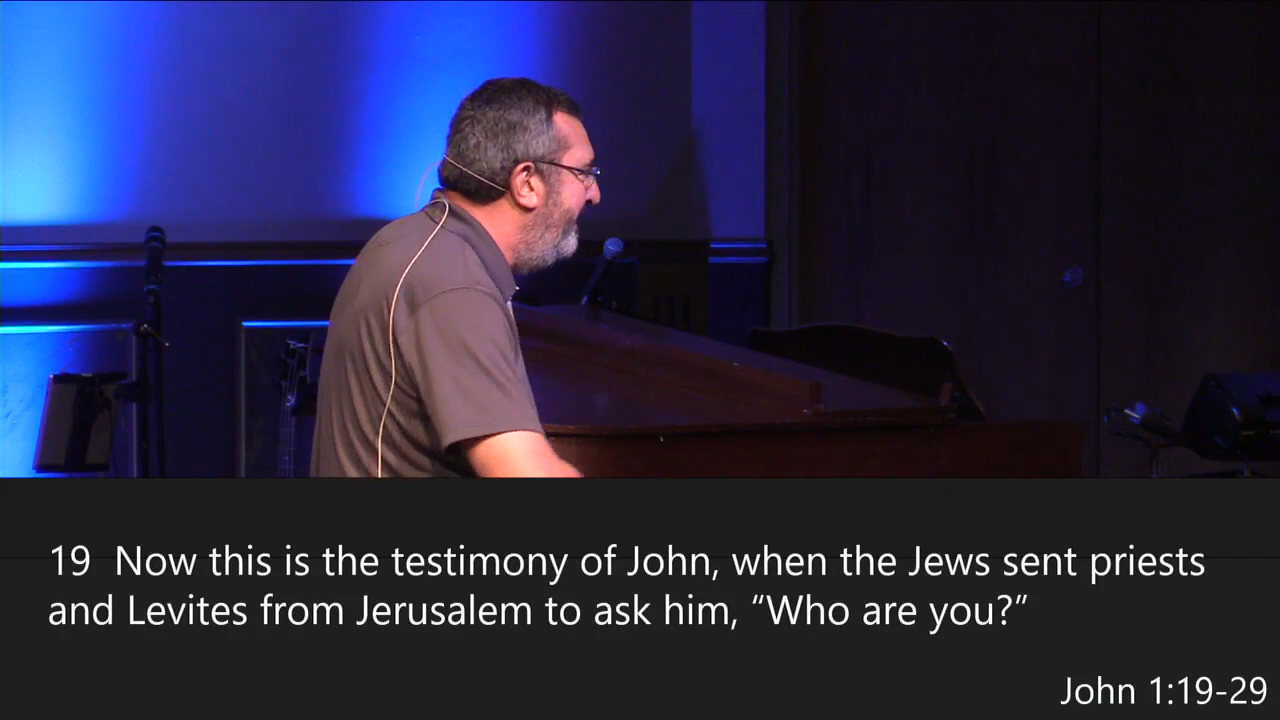 19 Now this is the testimony of John, when the Jews sent priests
and Levites from Jerusalem to ask him, “Who are you?”
John 1:19-29